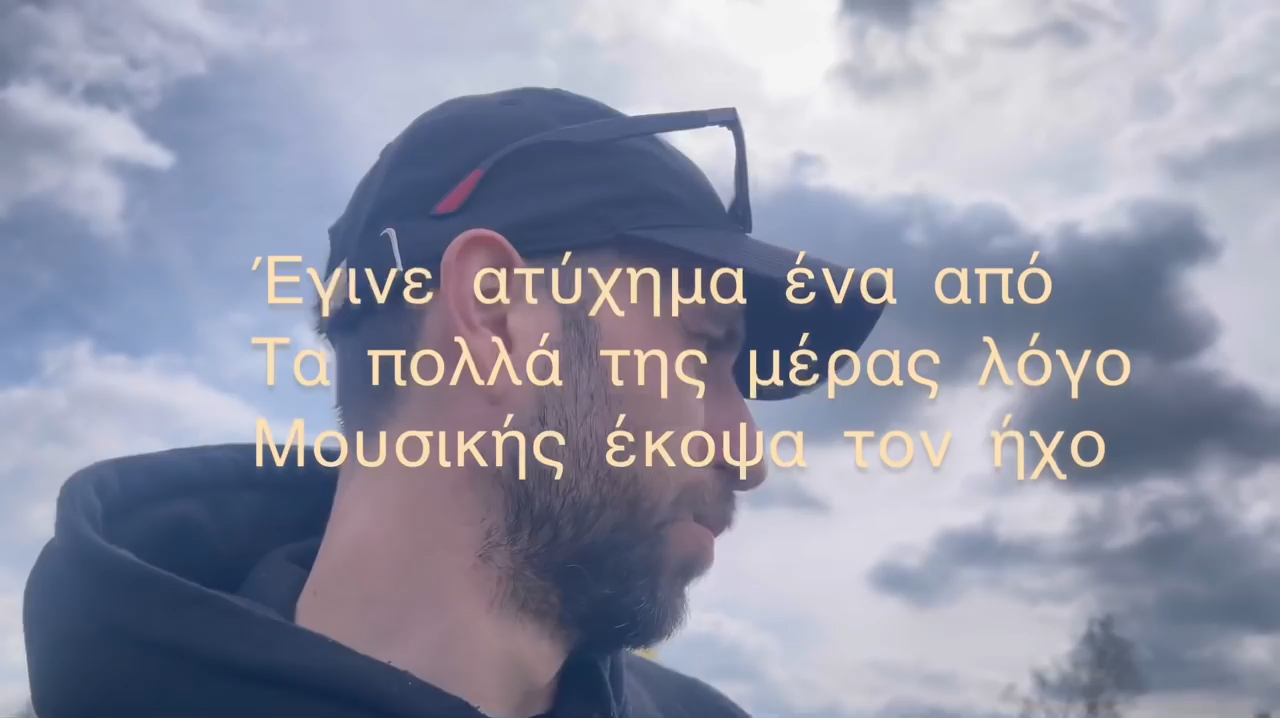 Έγινε ατύχημα ένα από
Τα πολλά της μέρας λόγο
Μουσικής έκοψα τον ήχο